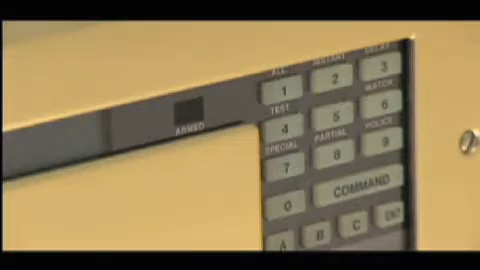 ALL INSTANT DELAY
1 2 3
TEST WATCH
4 5 6
ARMED
SPECIAL PARTIAL POLICE
7 8 9
0 COMMAND
A B C ENT